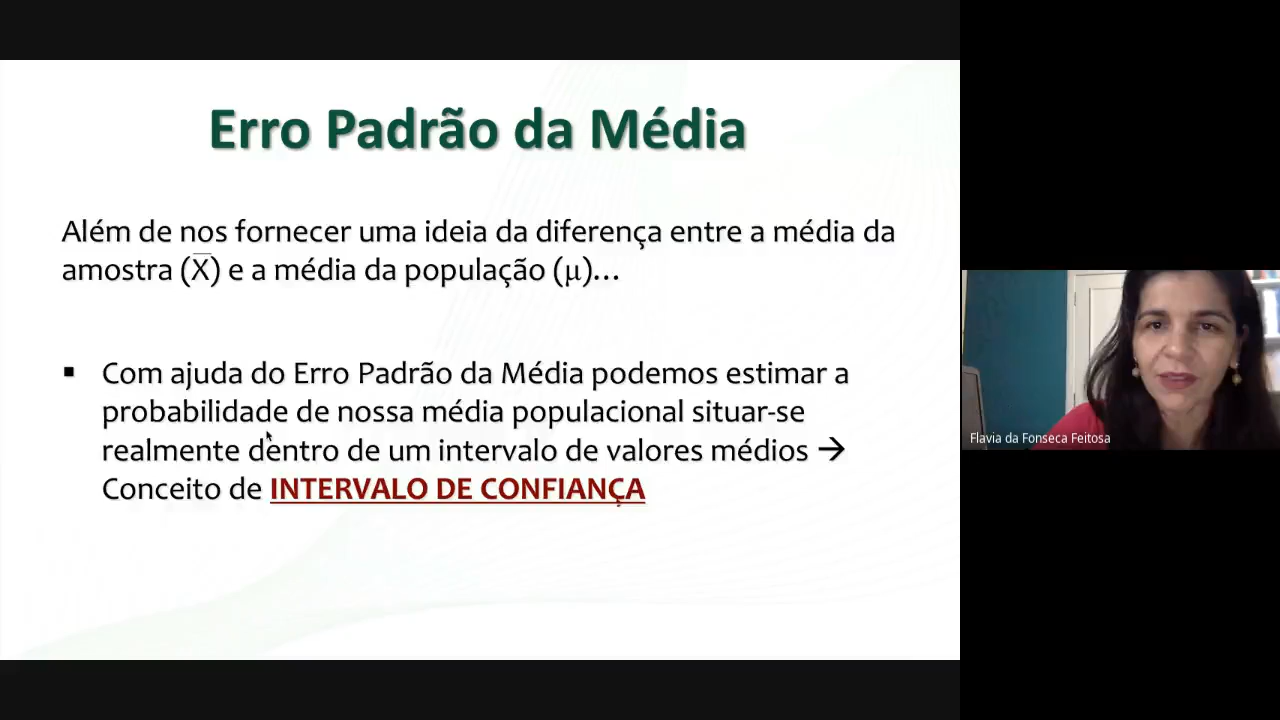 Erro Padrão da Média
Além de nos fornecer uma ideia da diferença entre a média da
amostra (X̅) e a média da população (μ)...
▪ Com ajuda do Erro Padrão da Média podemos estimar a
probabilidade de nossa média populacional situar-se
realmente dentro de um intervalo de valores médios →
Conceito de INTERVALO DE CONFIANÇA
Flavia da Fonseca Feitosa